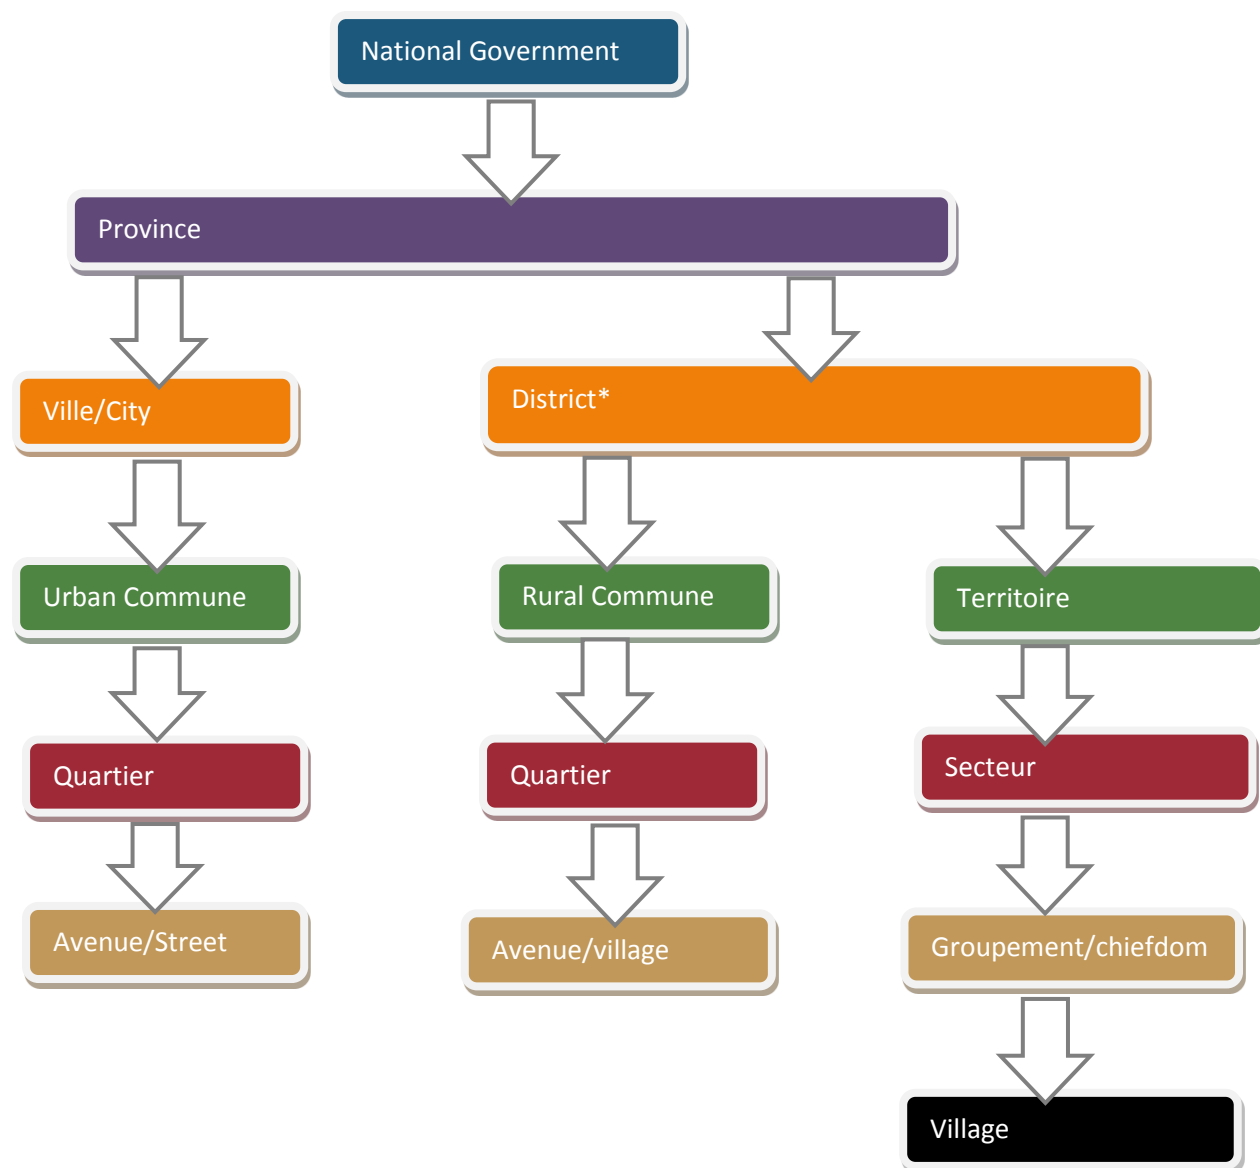 National Government
Province
Ville/City
District*
Urban Commune
Rural Commune
Territoire
Quartier
Quartier
Secteur
Avenue/Street
Avenue/village
Groupement/chiefdom
Village